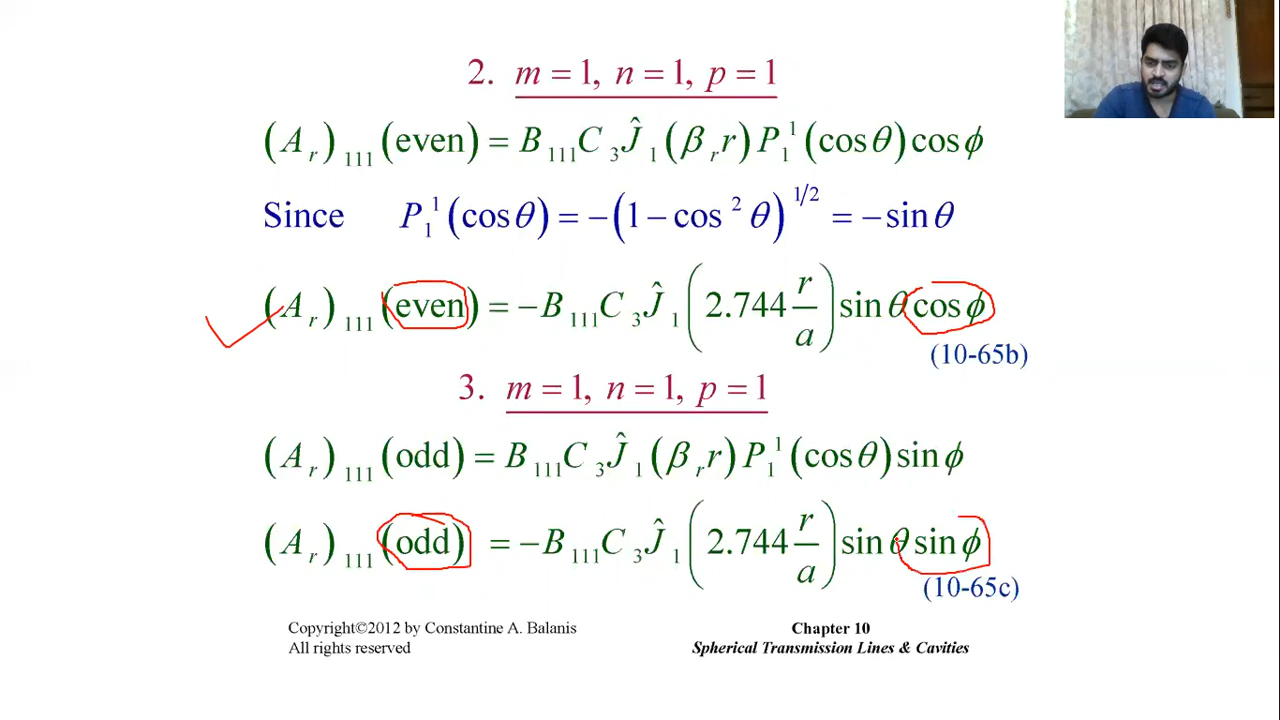 2. m = 1, n = 1, p = 1
(A_r)_111 (even) = B_111 C_3 Ĵ_1 (β_r r) P_1^1 (cos θ) cos ϕ
Since P_1^1 (cos θ) = −(1 − cos^2 θ)^1/2 = −sin θ
(A_r)_111 (even) = −B_111 C_3 Ĵ_1 (2.744 r/a) sin θ cos ϕ
(10-65b)
3. m = 1, n = 1, p = 1
(A_r)_111 (odd) = B_111 C_3 Ĵ_1 (β_r r) P_1^1 (cos θ) sin ϕ
(A_r)_111 (odd) = −B_111 C_3 Ĵ_1 (2.744 r/a) sin θ sin ϕ
(10-65c)
Copyright©2012 by Constantine A. Balanis
All rights reserved
Chapter 10
Spherical Transmission Lines & Cavities